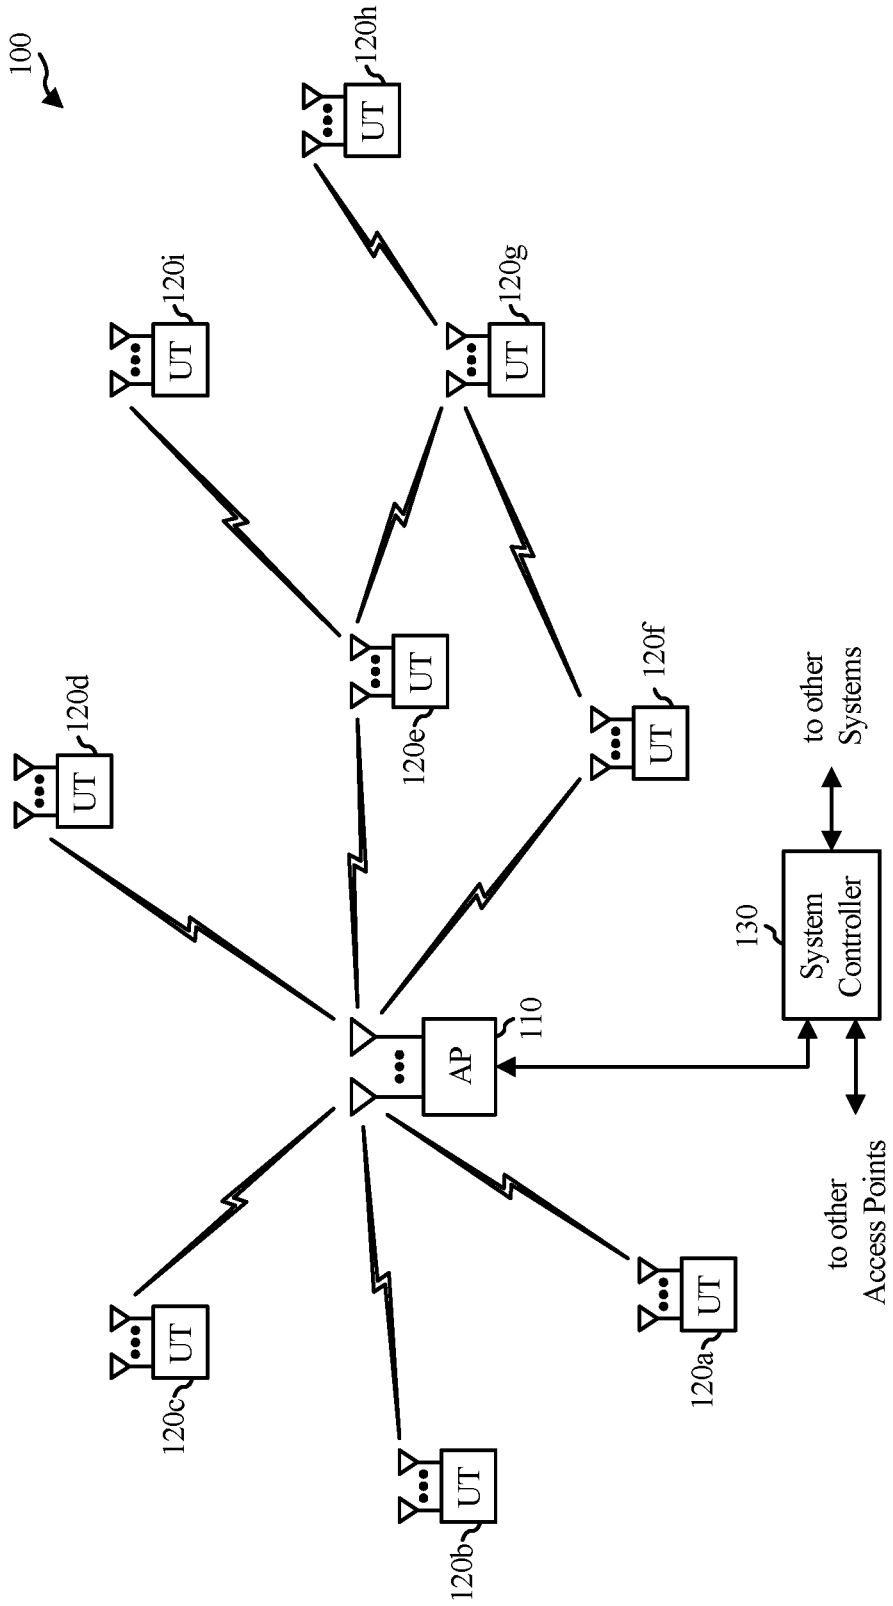 100
120d
UT
120c
UT
120i
UT
120h
UT
120e
UT
120b
UT
AP
110
120g
UT
120f
UT
120a
UT
130
System
Controller
to other
Systems
to other
Access Points